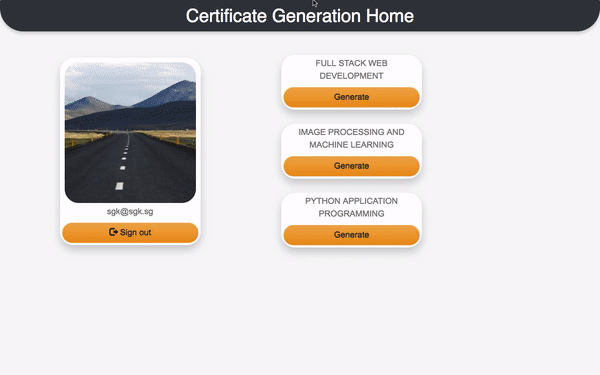 Certificate Generation Home
sgk@sgk.sg
Sign out
FULL STACK WEB
DEVELOPMENT
Generate
IMAGE PROCESSING AND
MACHINE LEARNING
Generate
PYTHON APPLICATION
PROGRAMMING
Generate